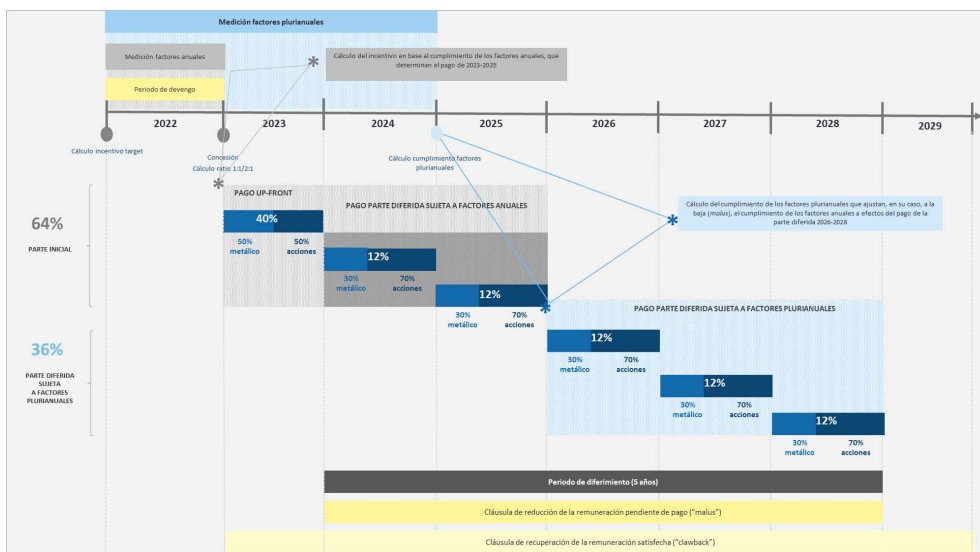 Medición factores plurianuales
Medición factores anuales
Cálculo del incentivo en base al cumplimiento de los factores anuales, que
determinan el pago de 2023-2025
Periodo de devengo
2022
2023
2024
2025
2026
2027
2028
2029
Cálculo incentivo target
Concesión
Cálculo ratio 1:1/2:1
Cálculo cumplimiento factores
plurianuales
PAGO UP-FRONT
PAGO PARTE DIFERIDA SUJETA A FACTORES ANUALES
Cálculo del cumplimiento de los factores plurianuales que ajustan, en su caso, a la
baja (malus), el cumplimiento de los factores anuales a efectos del pago de la
parte diferida 2026-2028
64%
PARTE INICIAL
40%
50%
metálico
50%
acciones
12%
30%
metálico
70%
acciones
12%
30%
metálico
70%
acciones
PAGO PARTE DIFERIDA SUJETA A FACTORES PLURIANUALES
36%
PARTE DIFERIDA
SUJETA
A FACTORES
PLURIANUALES
12%
30%
metálico
70%
acciones
12%
30%
metálico
70%
acciones
12%
30%
metálico
70%
acciones
Periodo de diferimiento (5 años)
Cláusula de reducción de la remuneración pendiente de pago ("malus")
Cláusula de recuperación de la remuneración satisfecha ("clawback")